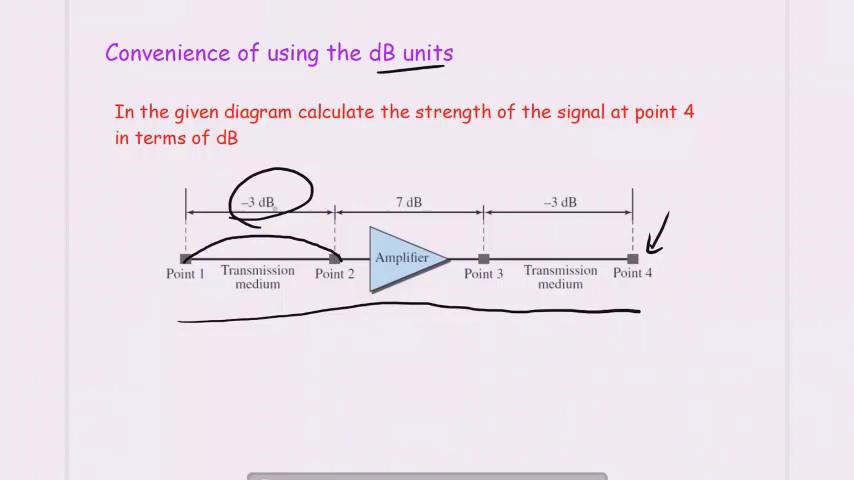 Convenience of using the dB units
In the given diagram calculate the strength of the signal at point 4
in terms of dB
–3 dB 7 dB –3 dB
Amplifier
Point 1 Transmission medium Point 2 Point 3 Transmission medium Point 4